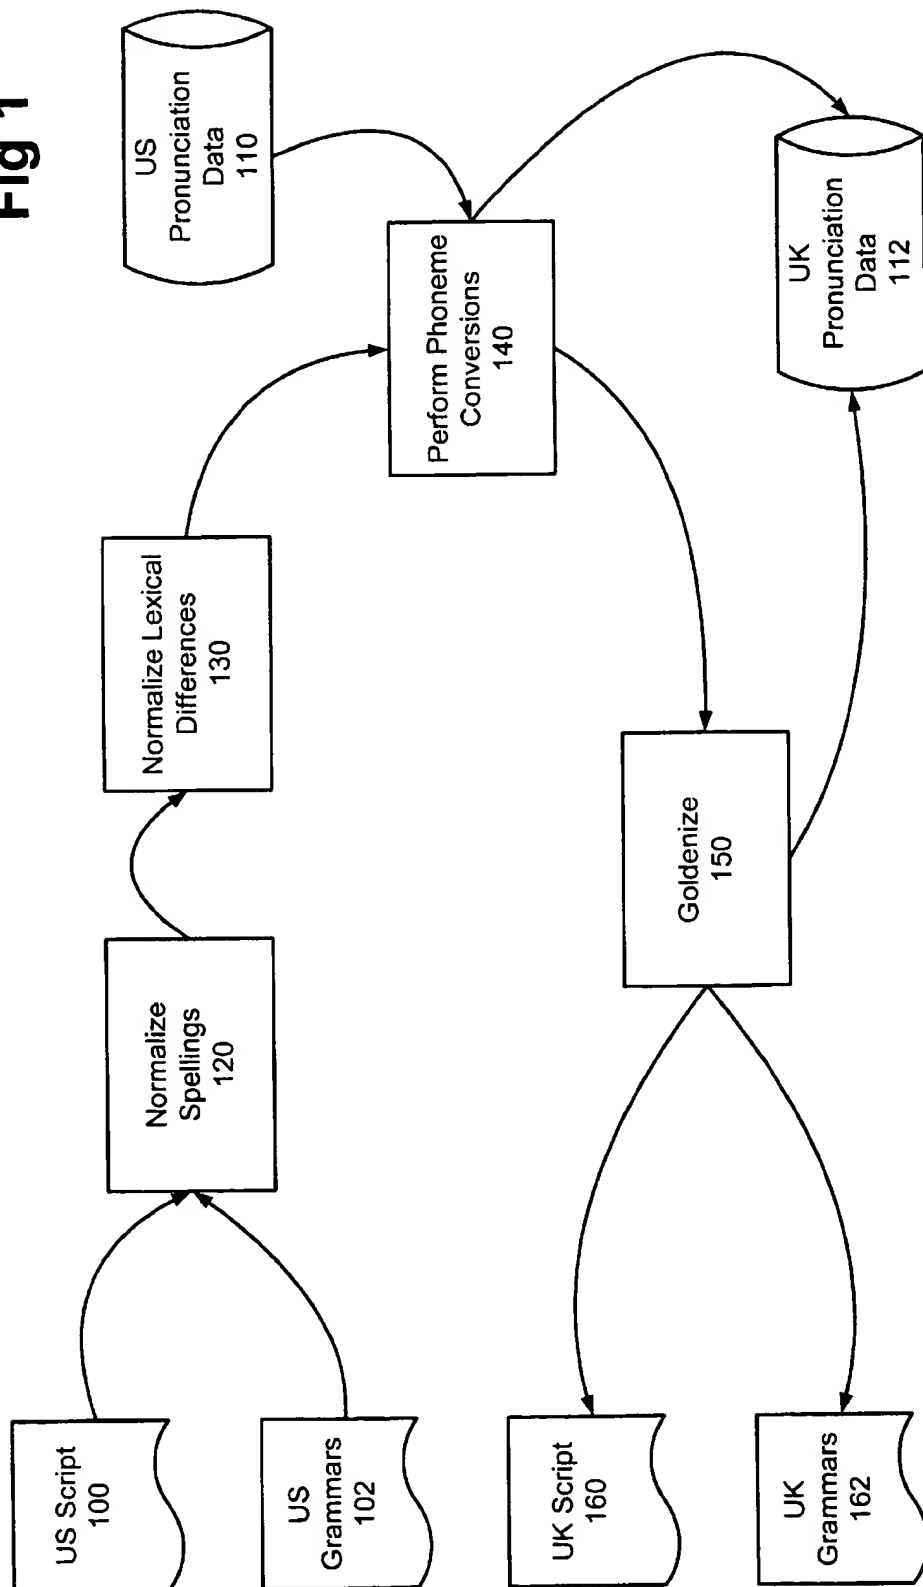 Fig 1
US Script
100
US
Grammars
102
Normalize
Spellings
120
Normalize Lexical
Differences
130
US
Pronunciation
Data
110
Perform Phoneme
Conversions
140
Goldenize
150
UK
Pronunciation
Data
112
UK Script
160
UK
Grammars
162